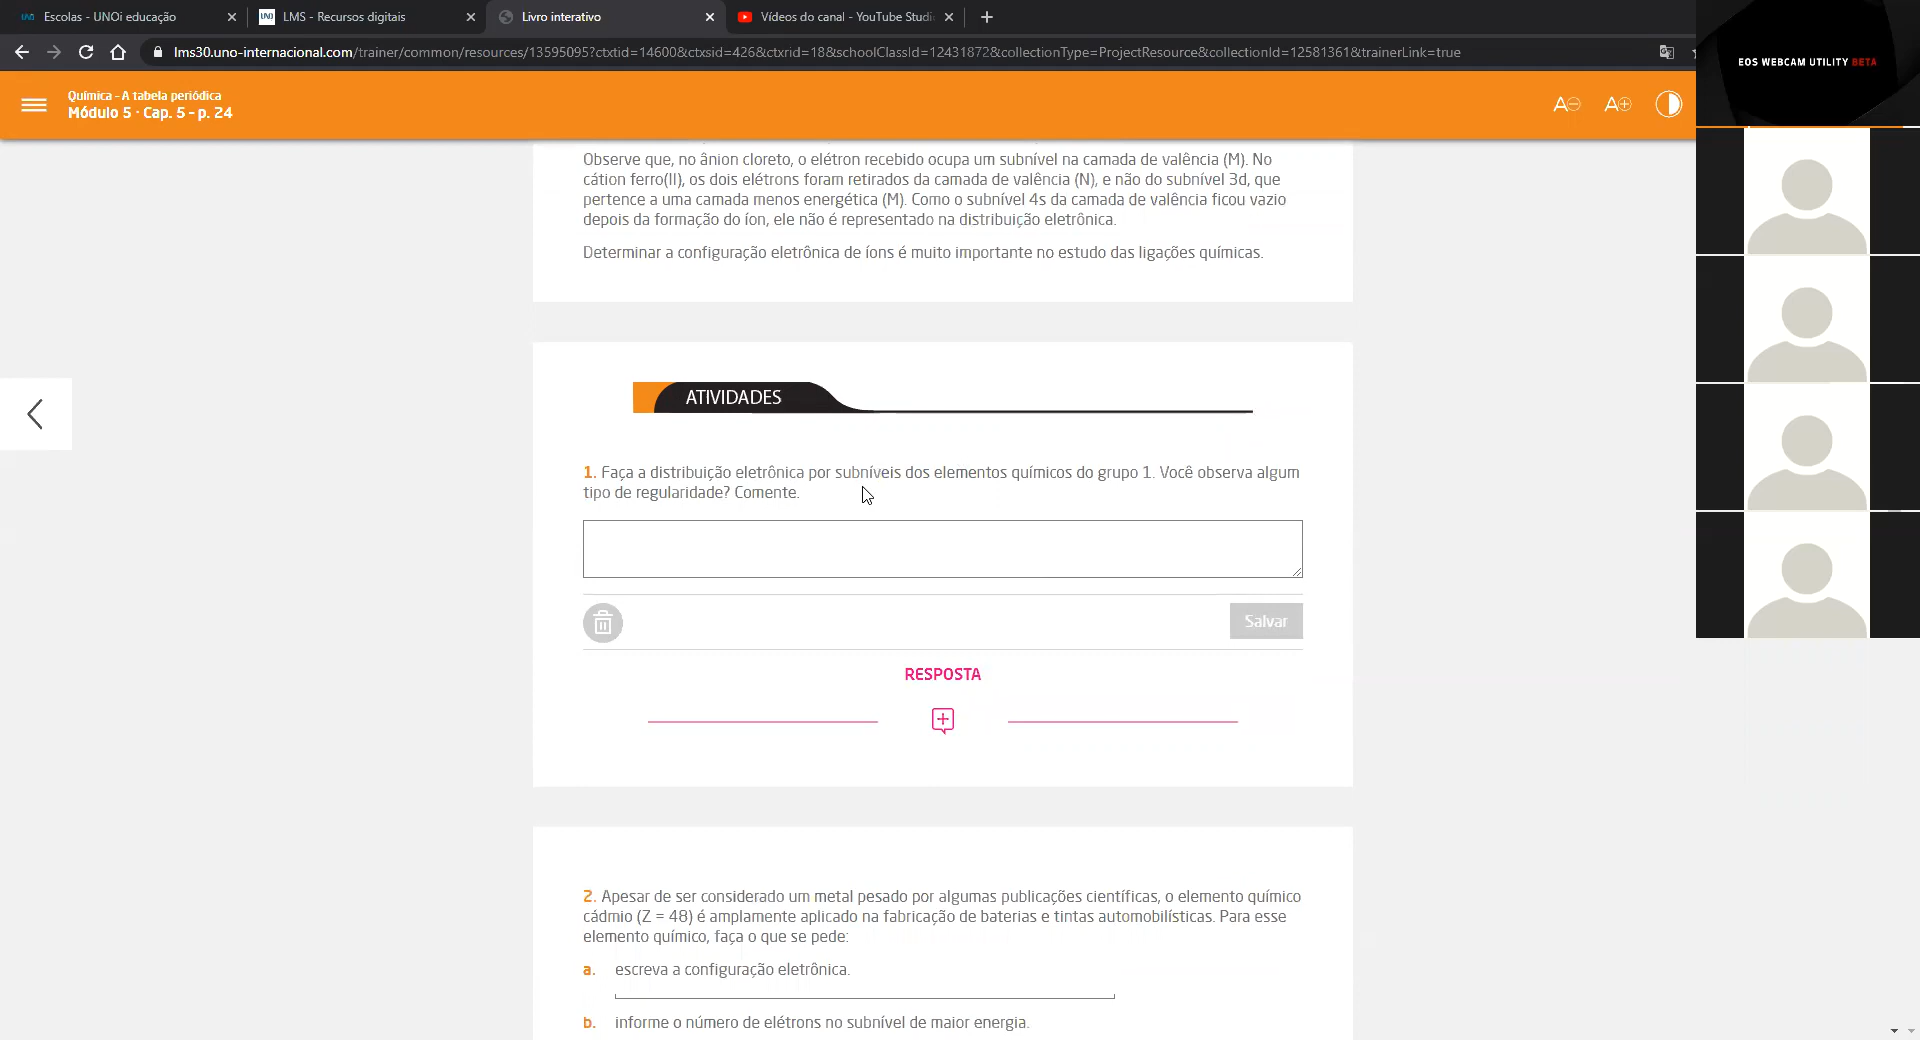 Escolas - UNOi educação
LMS - Recursos digitais
Livro interativo
Vídeos do canal - YouTube Studi
lms30.uno-internacional.com/trainer/common/resources/13595095?ctxtid=14600&ctxsid=426&ctxrid=18&schoolClassId=12431872&collectionType=ProjectResource&collectionId=12581361&trainerLink=true
EOS WEBCAM UTILITY BETA
Química - A tabela periódica
Módulo 5 · Cap. 5 - p. 24
A
A
Observe que, no ânion cloreto, o elétron recebido ocupa um subnível na camada de valência (M). No
cátion ferro(II), os dois elétrons foram retirados da camada de valência (N), e não do subnível 3d, que
pertence a uma camada menos energética (M). Como o subnível 4s da camada de valência ficou vazio
depois da formação do íon, ele não é representado na distribuição eletrônica.
Determinar a configuração eletrônica de íons é muito importante no estudo das ligações químicas.
ATIVIDADES
1. Faça a distribuição eletrônica por subníveis dos elementos químicos do grupo 1. Você observa algum
tipo de regularidade? Comente.
Salvar
RESPOSTA
2. Apesar de ser considerado um metal pesado por algumas publicações científicas, o elemento químico
cádmio (Z = 48) é amplamente aplicado na fabricação de baterias e tintas automobilísticas. Para esse
elemento químico, faça o que se pede:
a. escreva a configuração eletrônica.
b. informe o número de elétrons no subnível de maior energia.